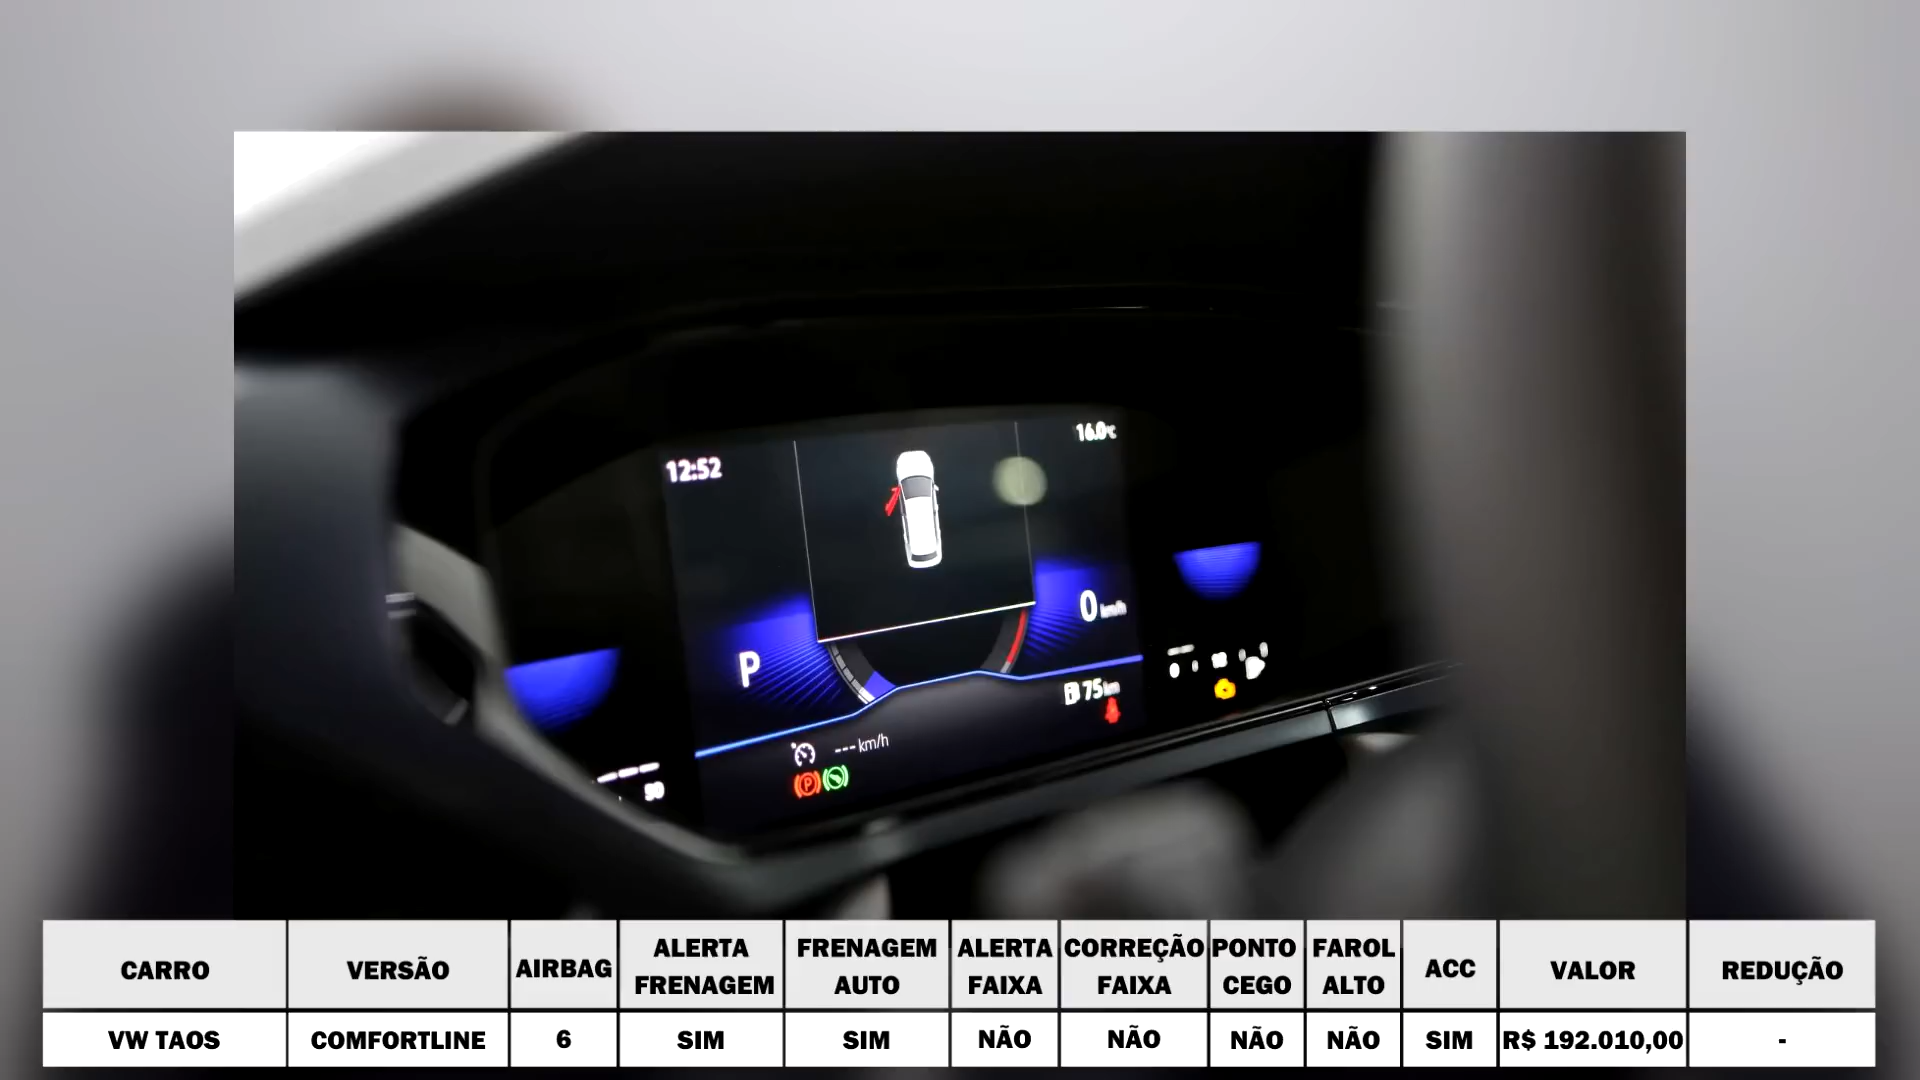 12:52
16.0°C
P
0 km/h
75km
--- km/h
90
CARRO VERSÃO AIRBAG ALERTA FRENAGEM FRENAGEM AUTO ALERTA FAIXA CORREÇÃO FAIXA PONTO CEGO FAROL ALTO ACC VALOR REDUÇÃO
VW TAOS COMFORTLINE 6 SIM SIM NÃO NÃO NÃO NÃO SIM R$ 192.010,00 -